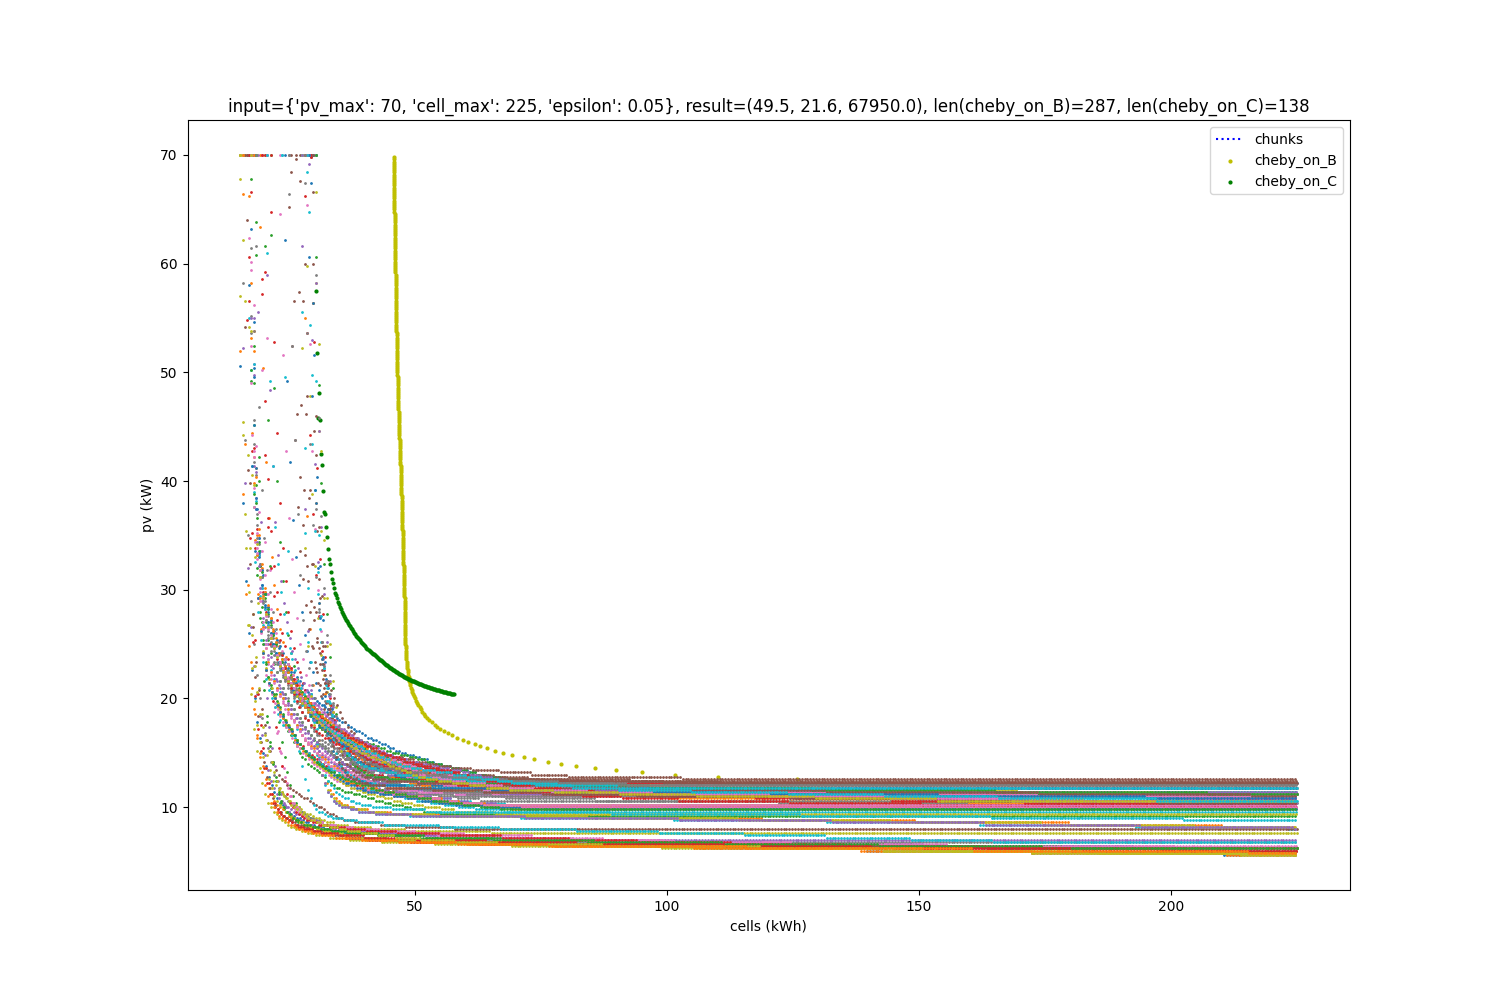 input={'pv_max': 70, 'cell_max': 225, 'epsilon': 0.05}, result=(49.5, 21.6, 67950.0), len(cheby_on_B)=287, len(cheby_on_C)=138
chunks
cheby_on_B
cheby_on_C
70
60
50
40
30
20
10
pv (kW)
50
100
150
200
cells (kWh)